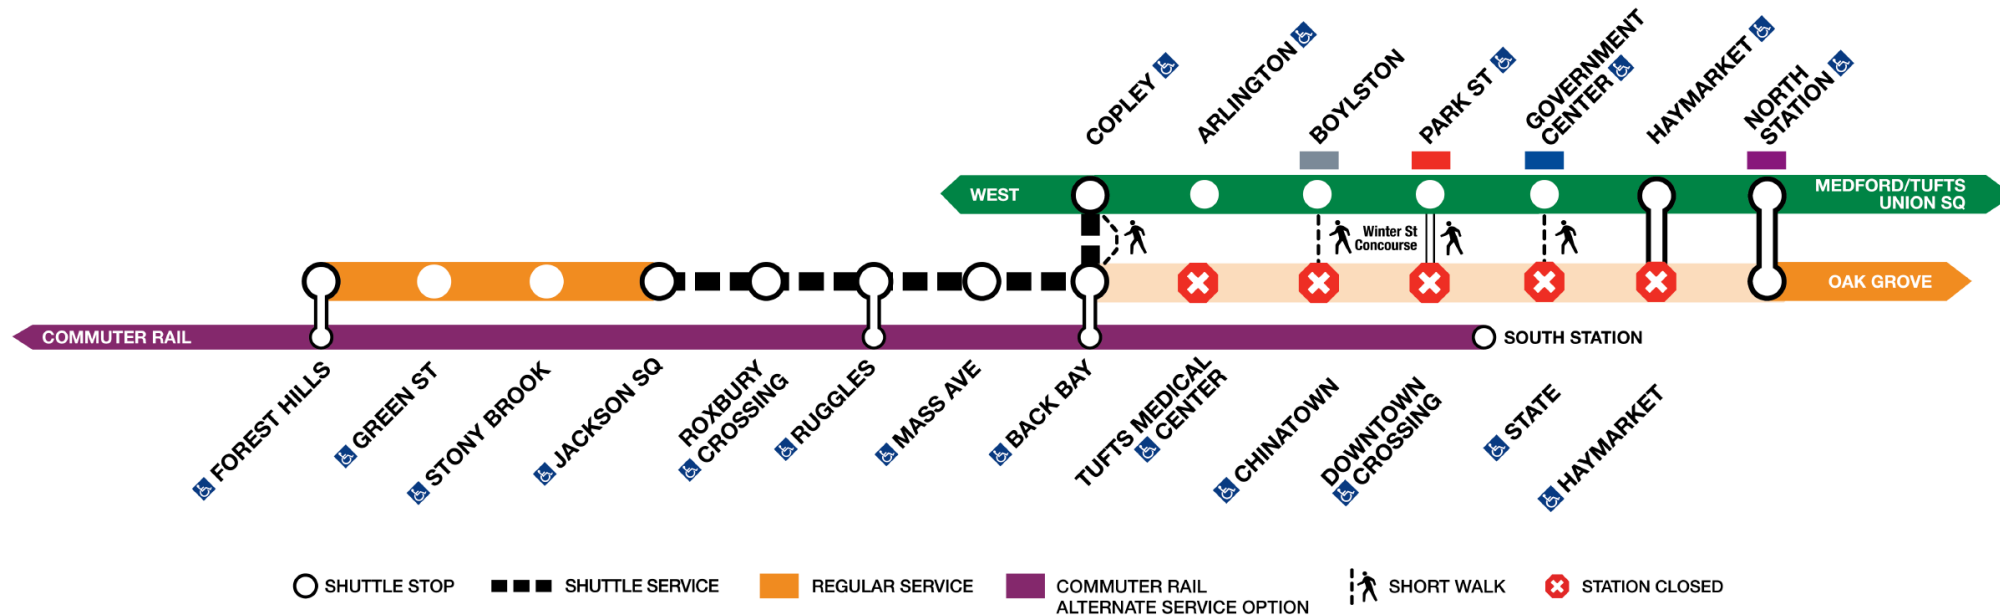 COPLEY
ARLINGTON
BOYLSTON
PARK ST
GOVERNMENT
CENTER
HAYMARKET
NORTH
STATION
WEST
MEDFORD/TUFTS
UNION SQ
Winter St
Concourse
OAK GROVE
COMMUTER RAIL
SOUTH STATION
FOREST HILLS
GREEN ST
STONY BROOK
JACKSON SQ
ROXBURY
CROSSING
RUGGLES
MASS AVE
BACK BAY
TUFTS MEDICAL
CENTER
CHINATOWN
DOWNTOWN
CROSSING
STATE
HAYMARKET
SHUTTLE STOP
SHUTTLE SERVICE
REGULAR SERVICE
COMMUTER RAIL
ALTERNATE SERVICE OPTION
SHORT WALK
STATION CLOSED